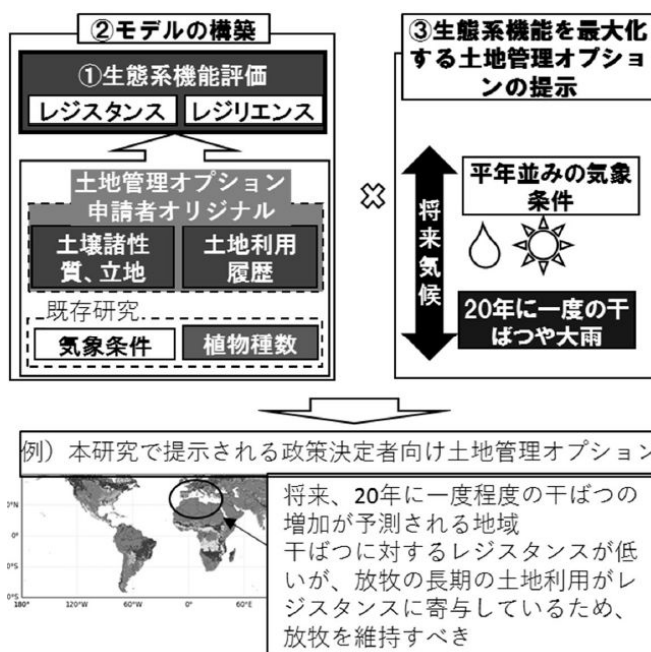 ②モデルの構築
①生態系機能評価
レジスタンス
レジリエンス
土地管理オプション
申請者オリジナル
土壌諸性
質、立地
土地利用
履歴
既存研究
気象条件
植物種数
③生態系機能を最大化
する土地管理オプショ
ンの提示
将来気候
平年並みの気象
条件
20年に一度の干
ばつや大雨
例）本研究で提示される政策決定者向け土地管理オプション
0°N
0°
0°S
180°
120°W
60°W
0°
60°E
将来、20年に一度程度の干ばつの
増加が予測される地域
干ばつに対するレジスタンスが低
いが、放牧の長期の土地利用がレ
ジスタンスに寄与しているため、
放牧を維持すべき